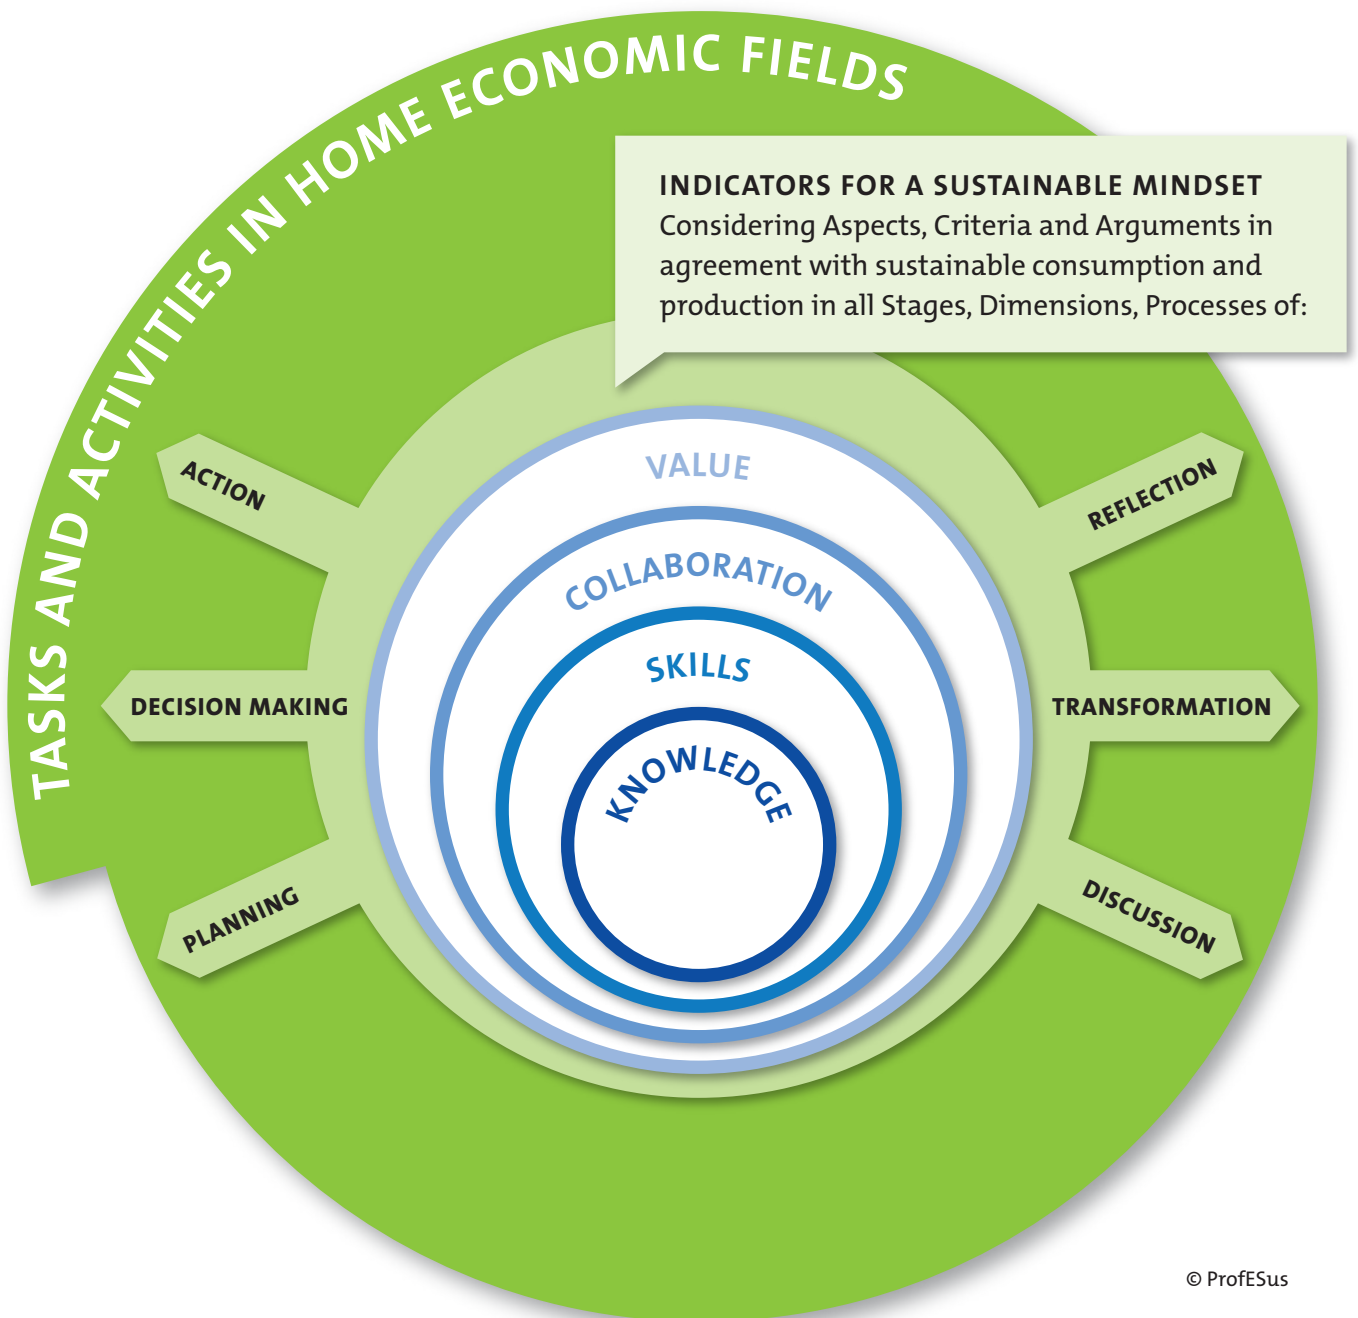 TASKS AND ACTIVITIES IN HOME ECONOMIC FIELDS
INDICATORS FOR A SUSTAINABLE MINDSET
Considering Aspects, Criteria and Arguments in
agreement with sustainable consumption and
production in all Stages, Dimensions, Processes of:
VALUE
COLLABORATION
SKILLS
KNOWLEDGE
ACTION
DECISION MAKING
PLANNING
REFLECTION
TRANSFORMATION
DISCUSSION
© ProfESus